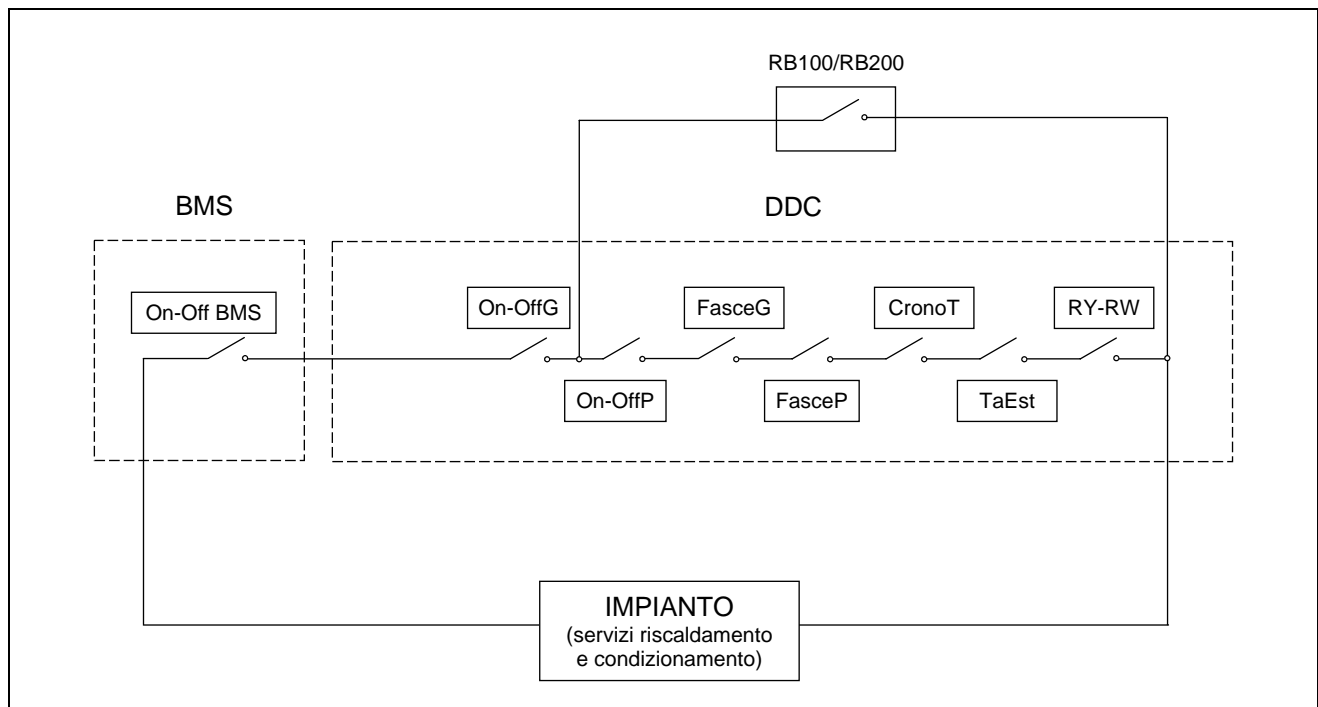 RB100/RB200
BMS
DDC
On-Off BMS
On-OffG
FasceG
CronoT
RY-RW
On-OffP
FasceP
TaEst
IMPIANTO
(servizi riscaldamento
e condizionamento)